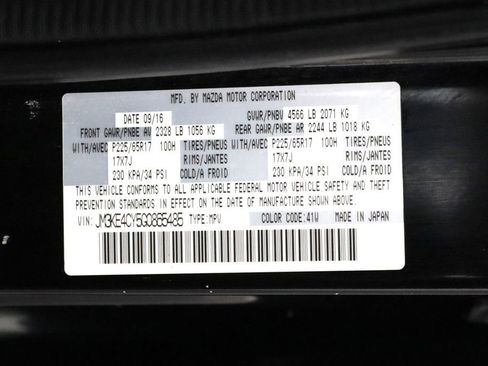 MFD. BY MAZDA MOTOR CORPORATION
DATE 09/16 GVWR/PNBV 4566 LB 2071 KG
FRONT GAWR/PNBE AV 2328 LB 1056 KG REAR GAWR/PNBE AR 2244 LB 1018 KG
WITH/AVEC P225/65R17 100H TIRES/PNEUS WITH/AVEC P225/65R17 100H TIRES/PNEUS
17X7J RIMS/JANTES 17X7J RIMS/JANTES
230 KPA/34 PSI COLD/A FROID 230 KPA/34 PSI COLD/A FROID
THIS VEHICLE CONFORMS TO ALL APPLICABLE FEDERAL MOTOR VEHICLE SAFETY AND THEFT
PREVENTION STANDARDS IN EFFECT ON THE DATE OF MANUFACTURE SHOWN ABOVE.
VIN: JM3KE4CY5G0865485 TYPE: MPV COLOR CODE: 41W MADE IN JAPAN